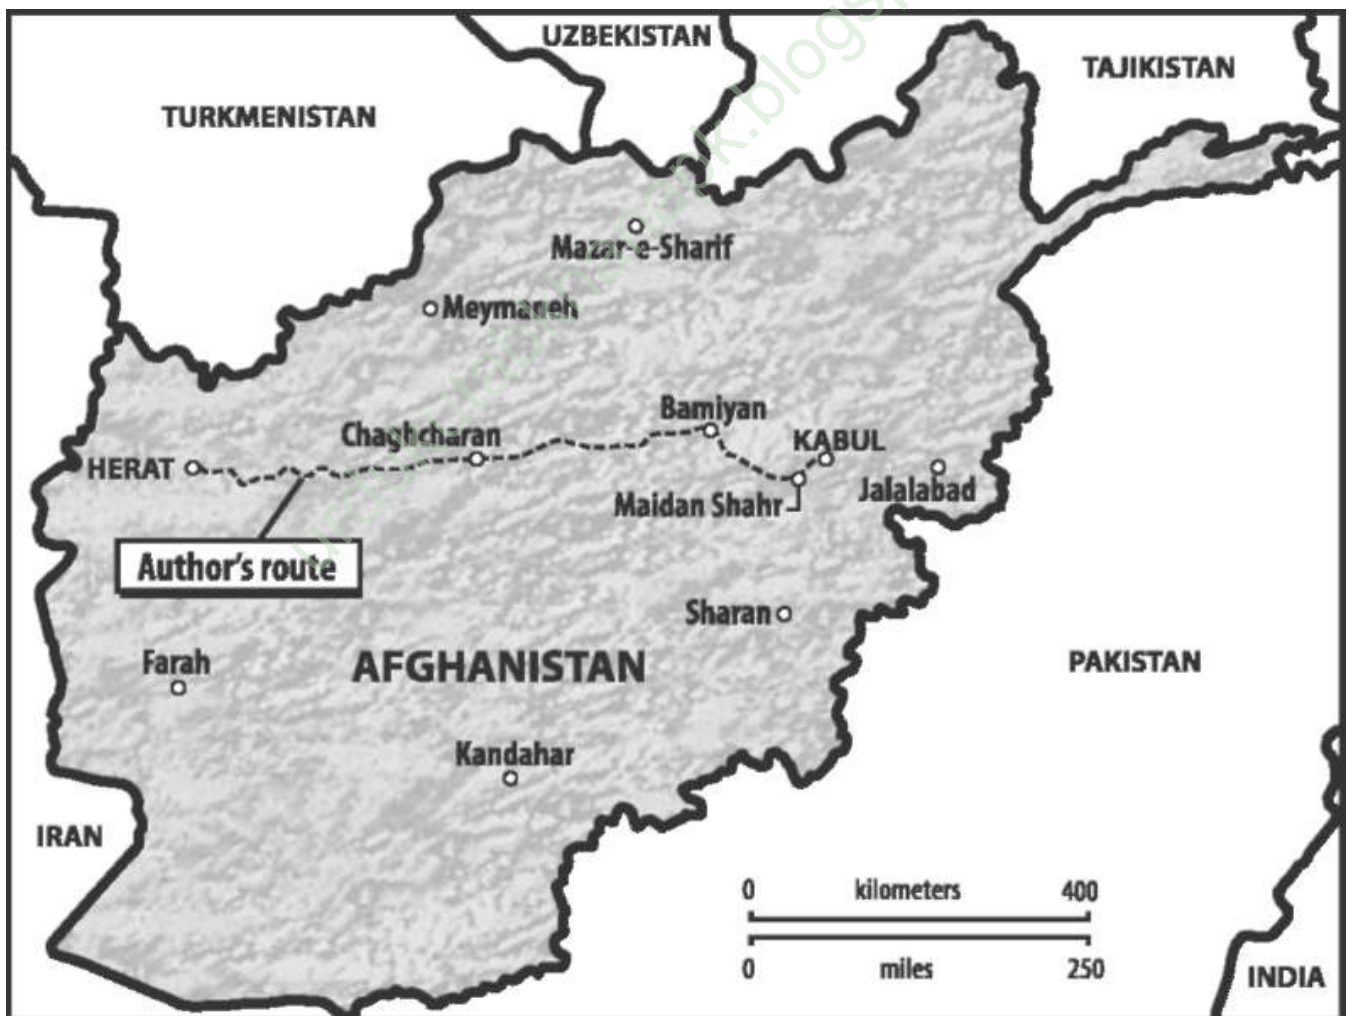 UZBEKISTAN
TAJIKISTAN
TURKMENISTAN
Mazar-e-Sharif
Meymaneh
Bamiyan
Chaghcharan
KABUL
HERAT
Jalalabad
Maidan Shahr
Author's route
Sharan
Farah
AFGHANISTAN
PAKISTAN
Kandahar
IRAN
0 kilometers 400
0 miles 250
INDIA